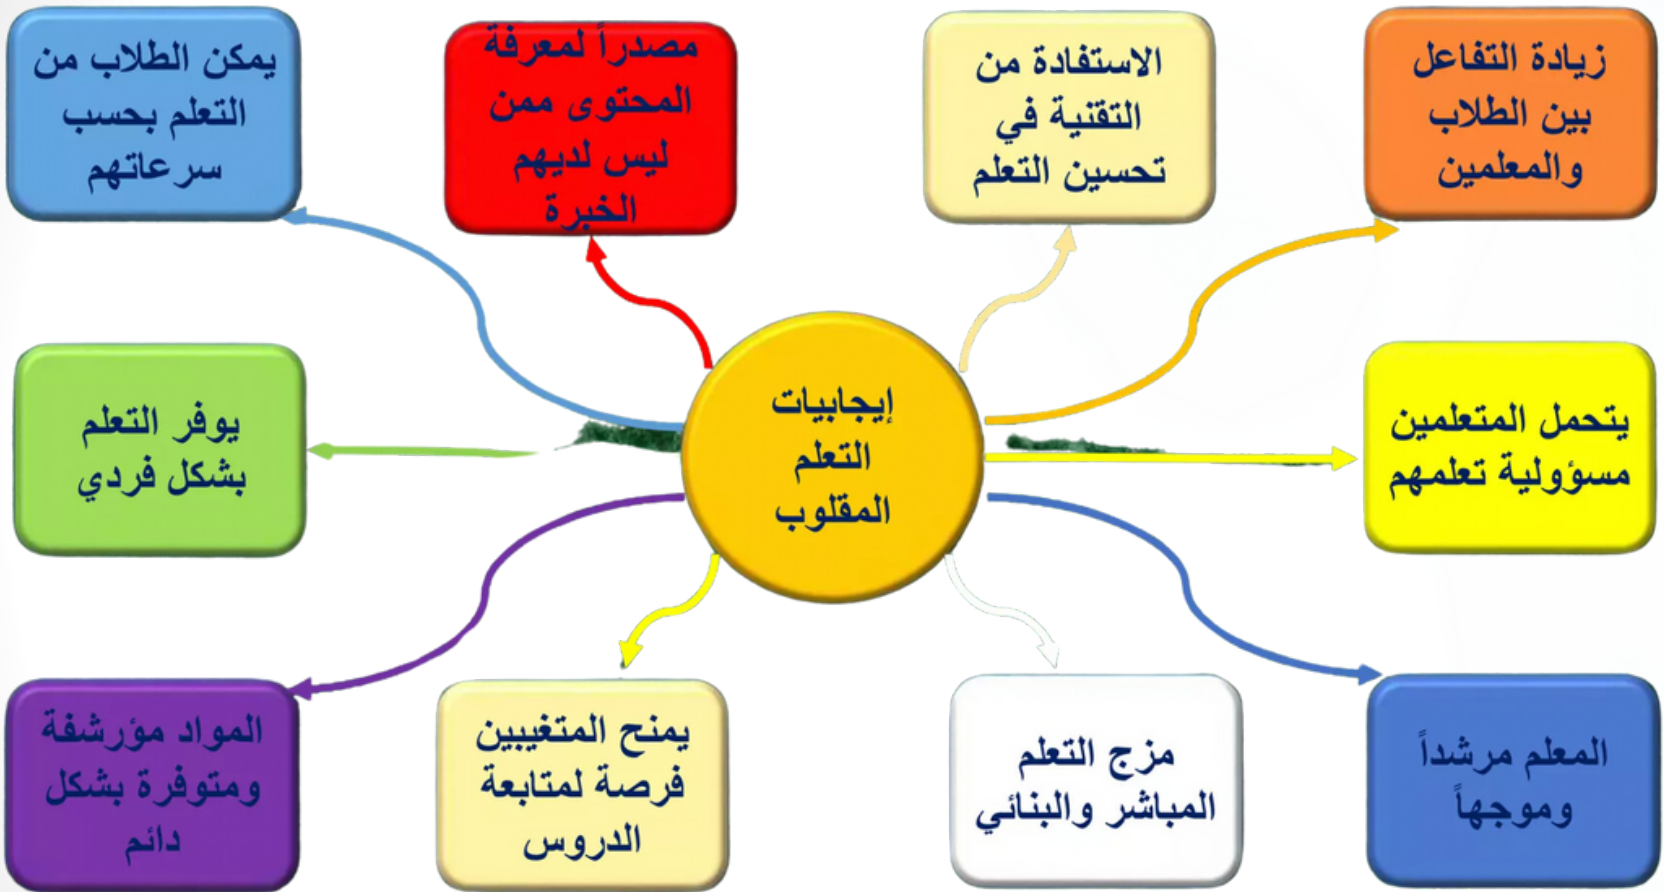 زيادة التفاعل
بين الطلاب
والمعلمين
الاستفادة من
التقنية في
تحسين التعلم
مصدراً لمعرفة
المحتوى ممن
ليس لديهم
الخبرة
يمكن الطلاب من
التعلم بحسب
سرعاتهم
إيجابيات
التعلم
المقلوب
يتحمل المتعلمين
مسؤولية تعلمهم
يوفر التعلم
بشكل فردي
المعلم مرشداً
وموجهاً
مزج التعلم
المباشر والبنائي
يمنح المتغيبين
فرصة لمتابعة
الدروس
المواد مؤرشفة
ومتوفرة بشكل
دائم